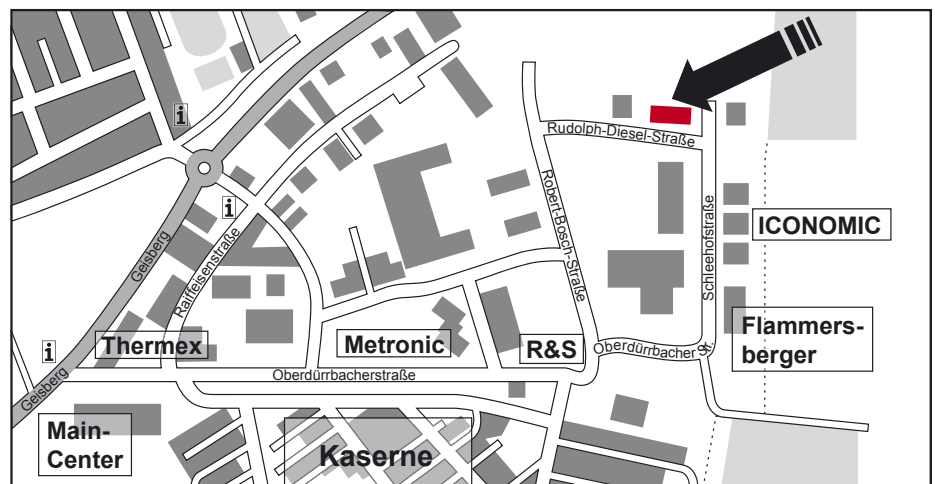 i
Rudolph-Diesel-Straße
i
ICONOMIC
Robert-Bosch-Straße
Schleehofstraße
Geisberg
Raiffeisenstraße
Flammers-
berger
i
Thermex
Metronic
R&S
Oberdürrbacher St.
Oberdürrbacherstraße
Geisberg
Main-
Center
Kaserne